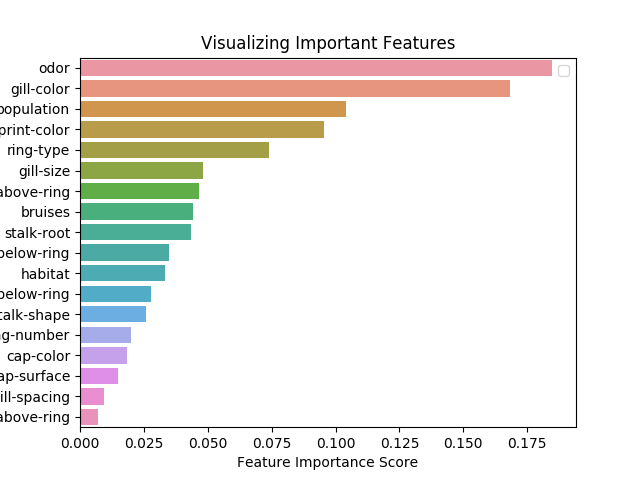 Visualizing Important Features
odor
gill-color
population
print-color
ring-type
gill-size
above-ring
bruises
stalk-root
below-ring
habitat
below-ring
talk-shape
g-number
cap-color
ap-surface
ill-spacing
above-ring
0.000 0.025 0.050 0.075 0.100 0.125 0.150 0.175
Feature Importance Score